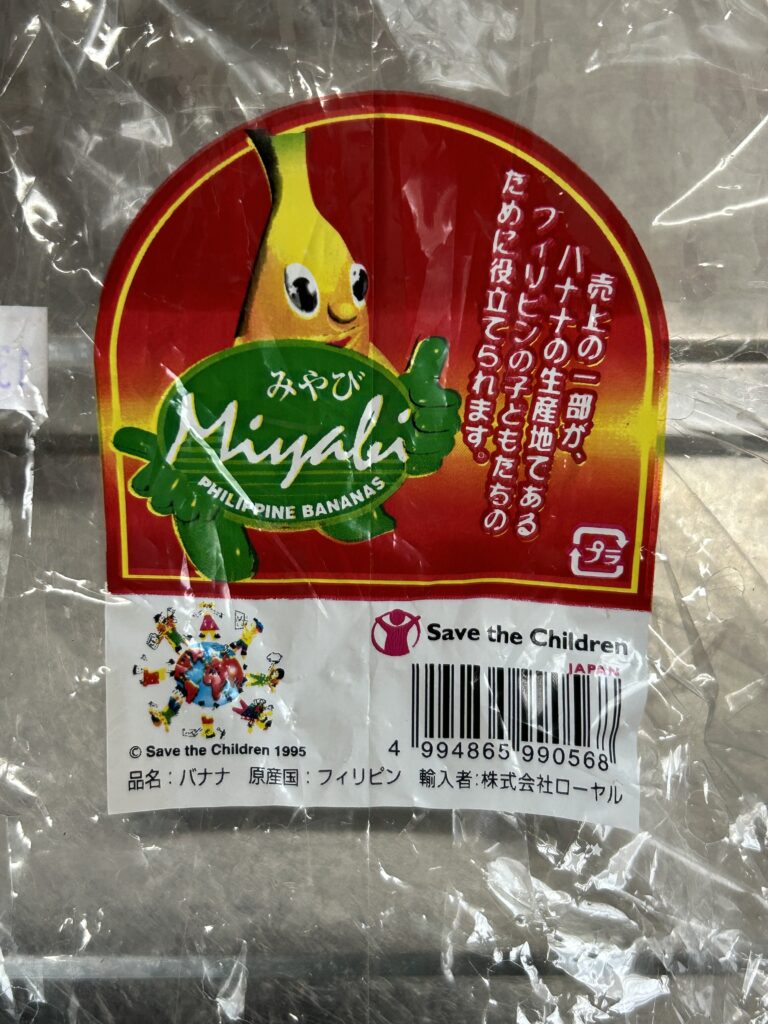 売上の一部が、
バナナの生産地である
フィリピンの子どもたちの
ために役立てられます。
みやび
Miyabi
PHILIPPINE BANANAS
プラ
Save the Children
JAPAN
4 994865 990568
© Save the Children 1995
品名：バナナ 原産国：フィリピン 輸入者：株式会社ローヤル